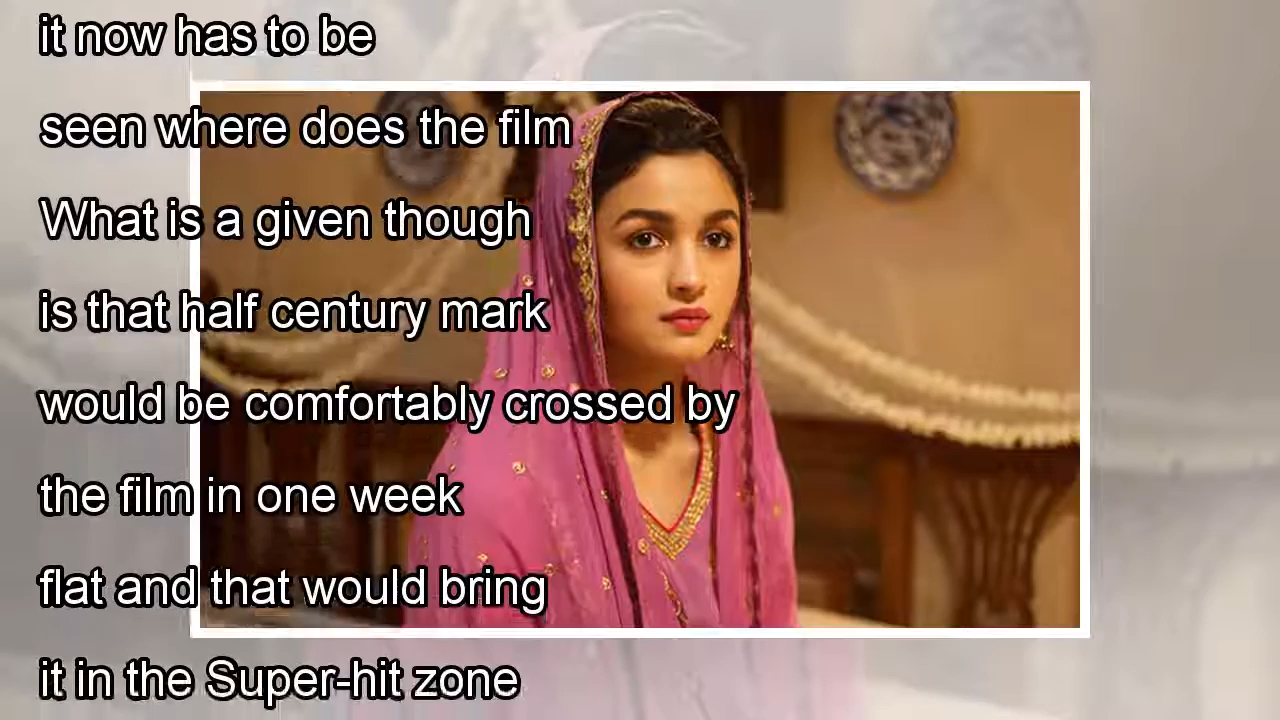 it now has to be
seen where does the film
What is a given though
is that half century mark
would be comfortably crossed by
the film in one week
flat and that would bring
it in the Super-hit zone